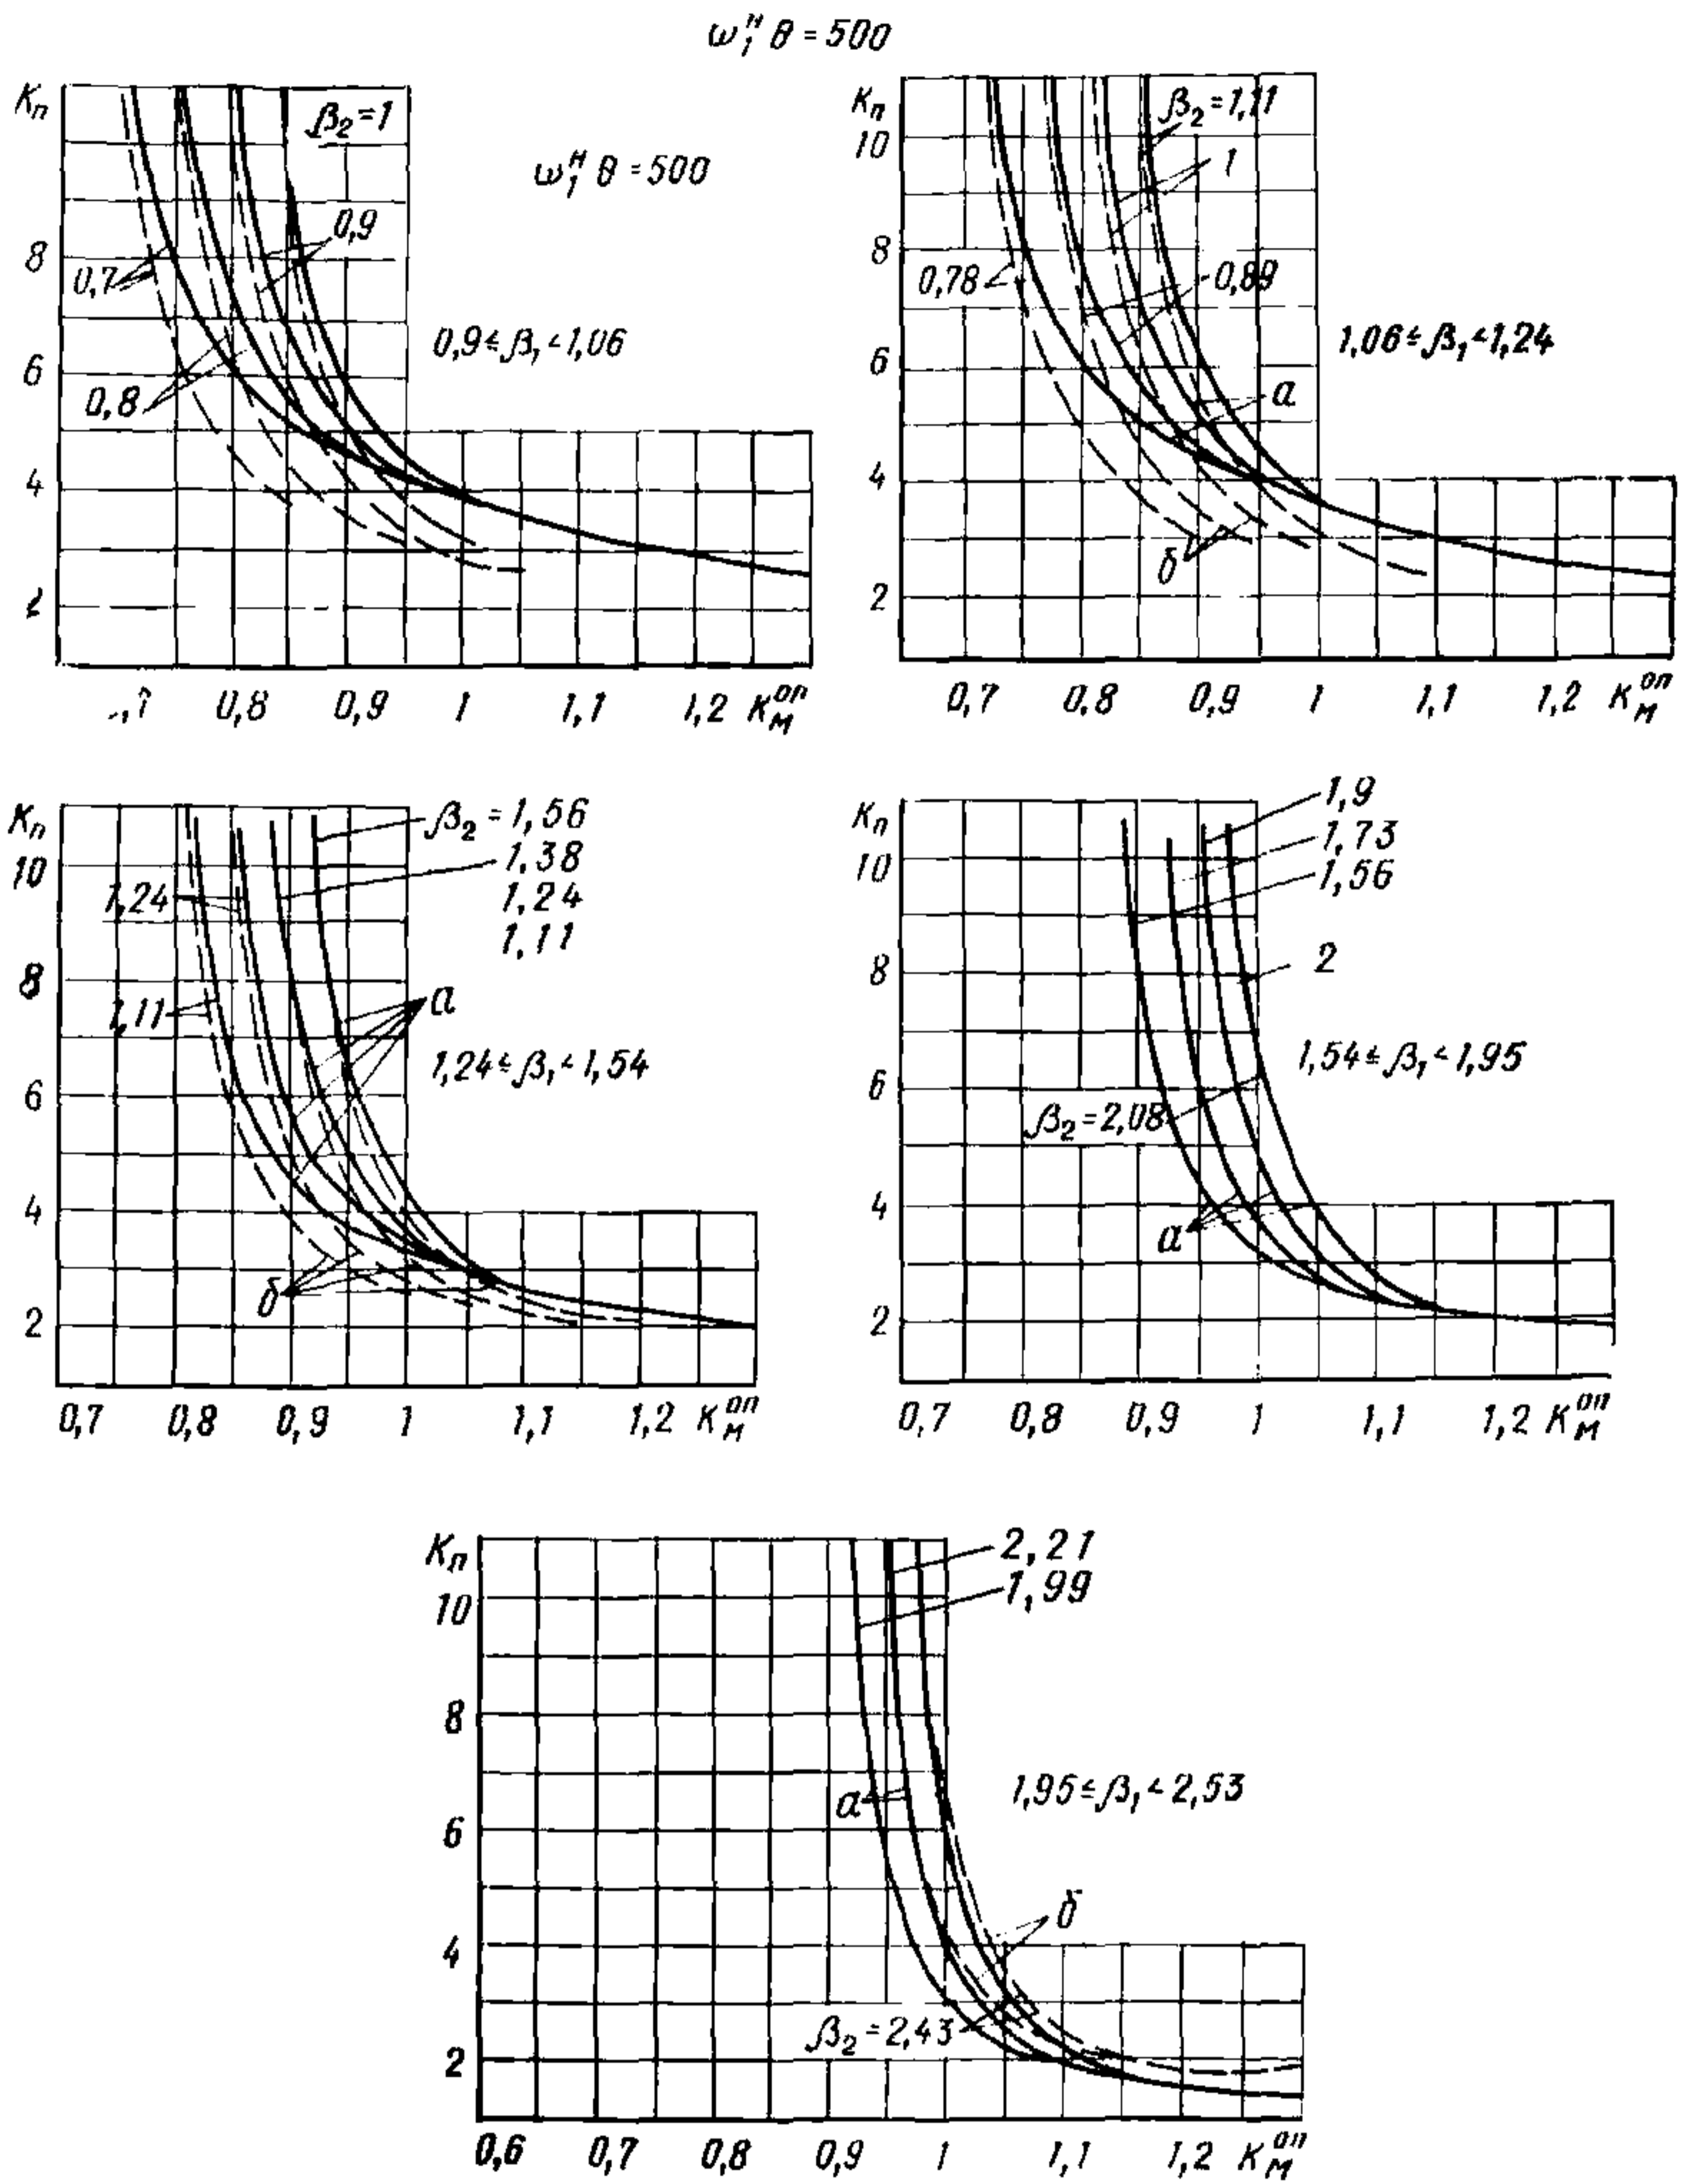 ω₁ᴴ θ = 500
Kп
β₂ = 1
ω₁ᴴ θ = 500
0,9
8
0,7
0,9 ≤ β₁ < 1,06
6
0,8
4
2
0,8 0,9 1 1,1 1,2 Kм^оп
Kп
β₂ = 1,11
10
1
8
0,78
0,89
1,06 ≤ β₁ < 1,24
6
а
4
б
2
0,7 0,8 0,9 1 1,1 1,2 Kм^оп
Kп
β₂ = 1,56
10
1,38
1,24
1,24
1,11
8
1,11
а
1,24 ≤ β₁ < 1,54
6
4
б
2
0,7 0,8 0,9 1 1,1 1,2 Kм^оп
Kп
1,9
1,73
10
1,56
8
2
1,54 ≤ β₁ < 1,95
6
β₂ = 2,08
4
а
2
0,7 0,8 0,9 1 1,1 1,2 Kм^оп
Kп
2,21
1,99
10
8
а
1,95 ≤ β₁ < 2,53
6
б
4
β₂ = 2,43
2
0,6 0,7 0,8 0,9 1 1,1 1,2 Kм^оп